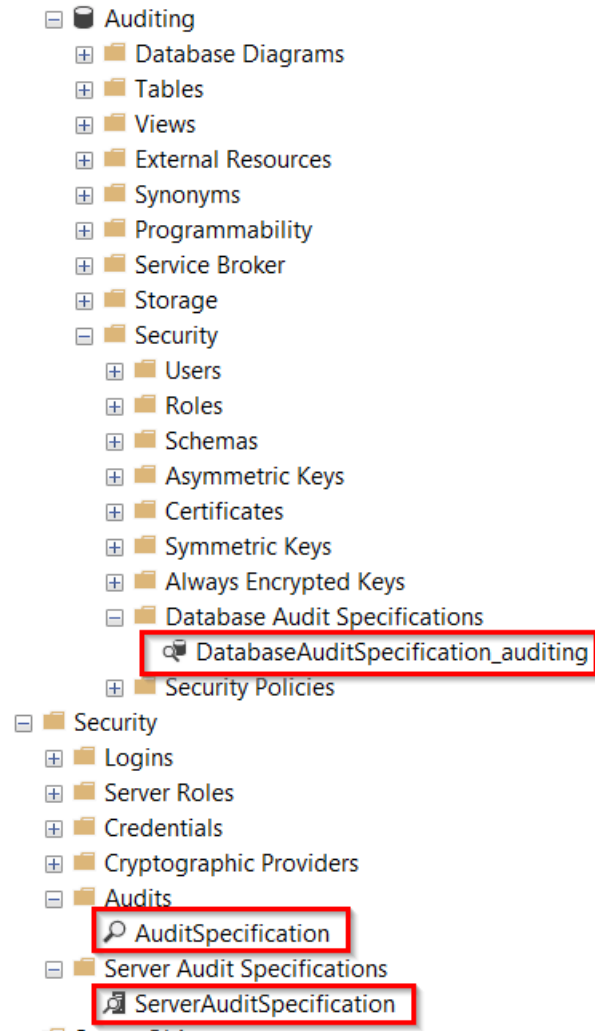 Auditing
Database Diagrams
Tables
Views
External Resources
Synonyms
Programmability
Service Broker
Storage
Security
Users
Roles
Schemas
Asymmetric Keys
Certificates
Symmetric Keys
Always Encrypted Keys
Database Audit Specifications
DatabaseAuditSpecification_auditing
Security Policies
Security
Logins
Server Roles
Credentials
Cryptographic Providers
Audits
AuditSpecification
Server Audit Specifications
ServerAuditSpecification